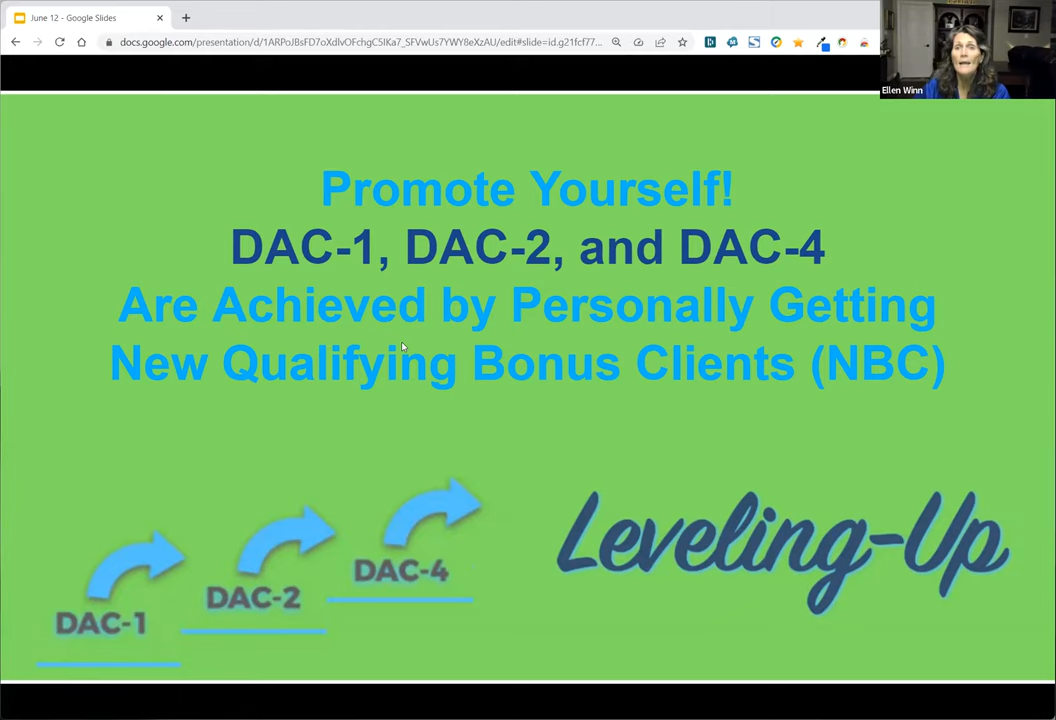 June 12 - Google Slides
docs.google.com/presentation/d/1ARPoJBsFD7oXdlvOFchgC5IKa7_SFVwUs7YWY8eXzAU/edit#slide=id.g21fcf77...
Ellen Winn
Promote Yourself!
DAC-1, DAC-2, and DAC-4
Are Achieved by Personally Getting
New Qualifying Bonus Clients (NBC)
Leveling-Up
DAC-4
DAC-2
DAC-1